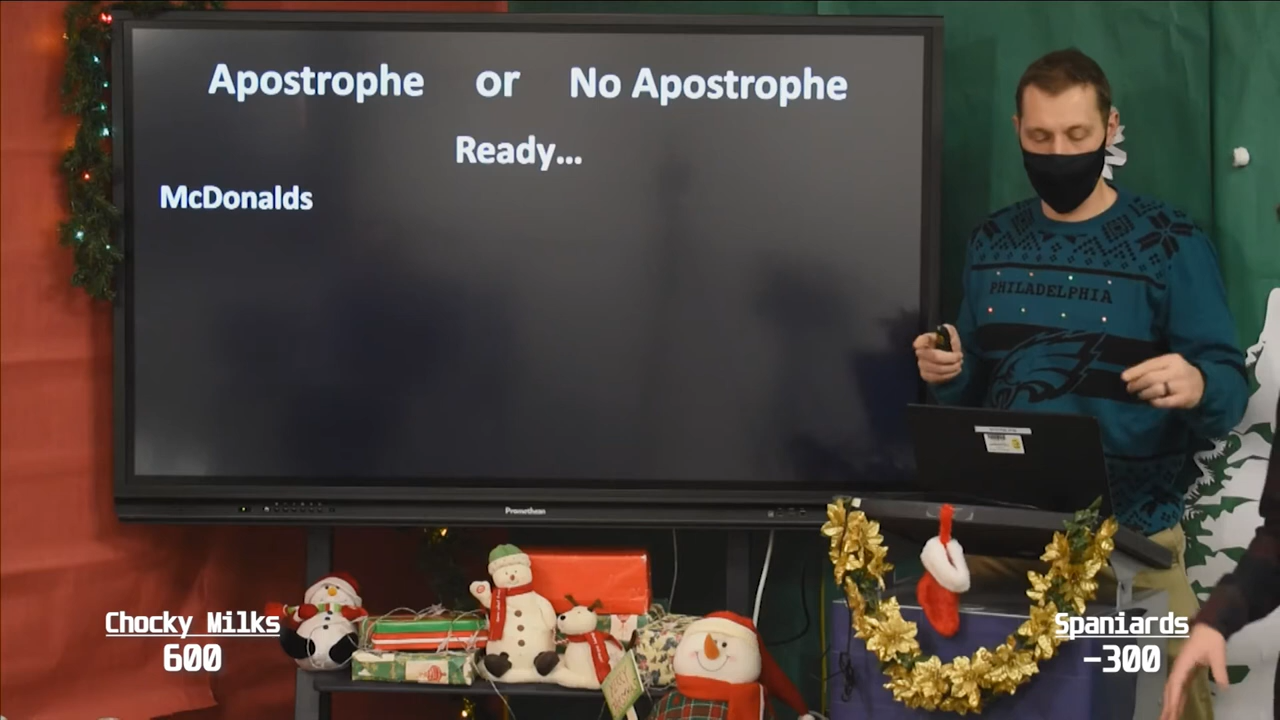 Apostrophe or No Apostrophe
Ready...
McDonalds
PHILADELPHIA
Promethean
Chocky Milks
600
Spaniards
-300